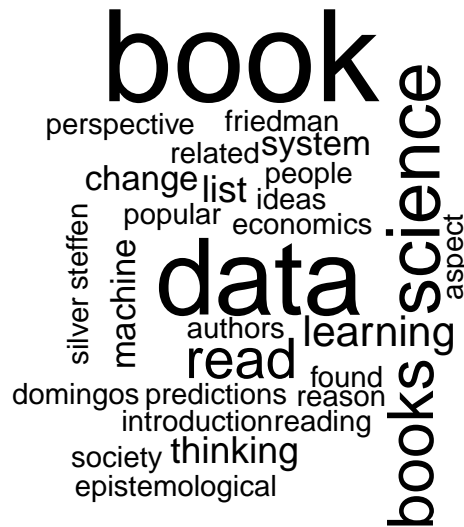 book
perspective friedman
related system
change list people
popular ideas
economics
science
aspect
silver steffen
machine
data
authors learning
read
found
domingos predictions reason
introduction reading
books
society thinking
epistemological